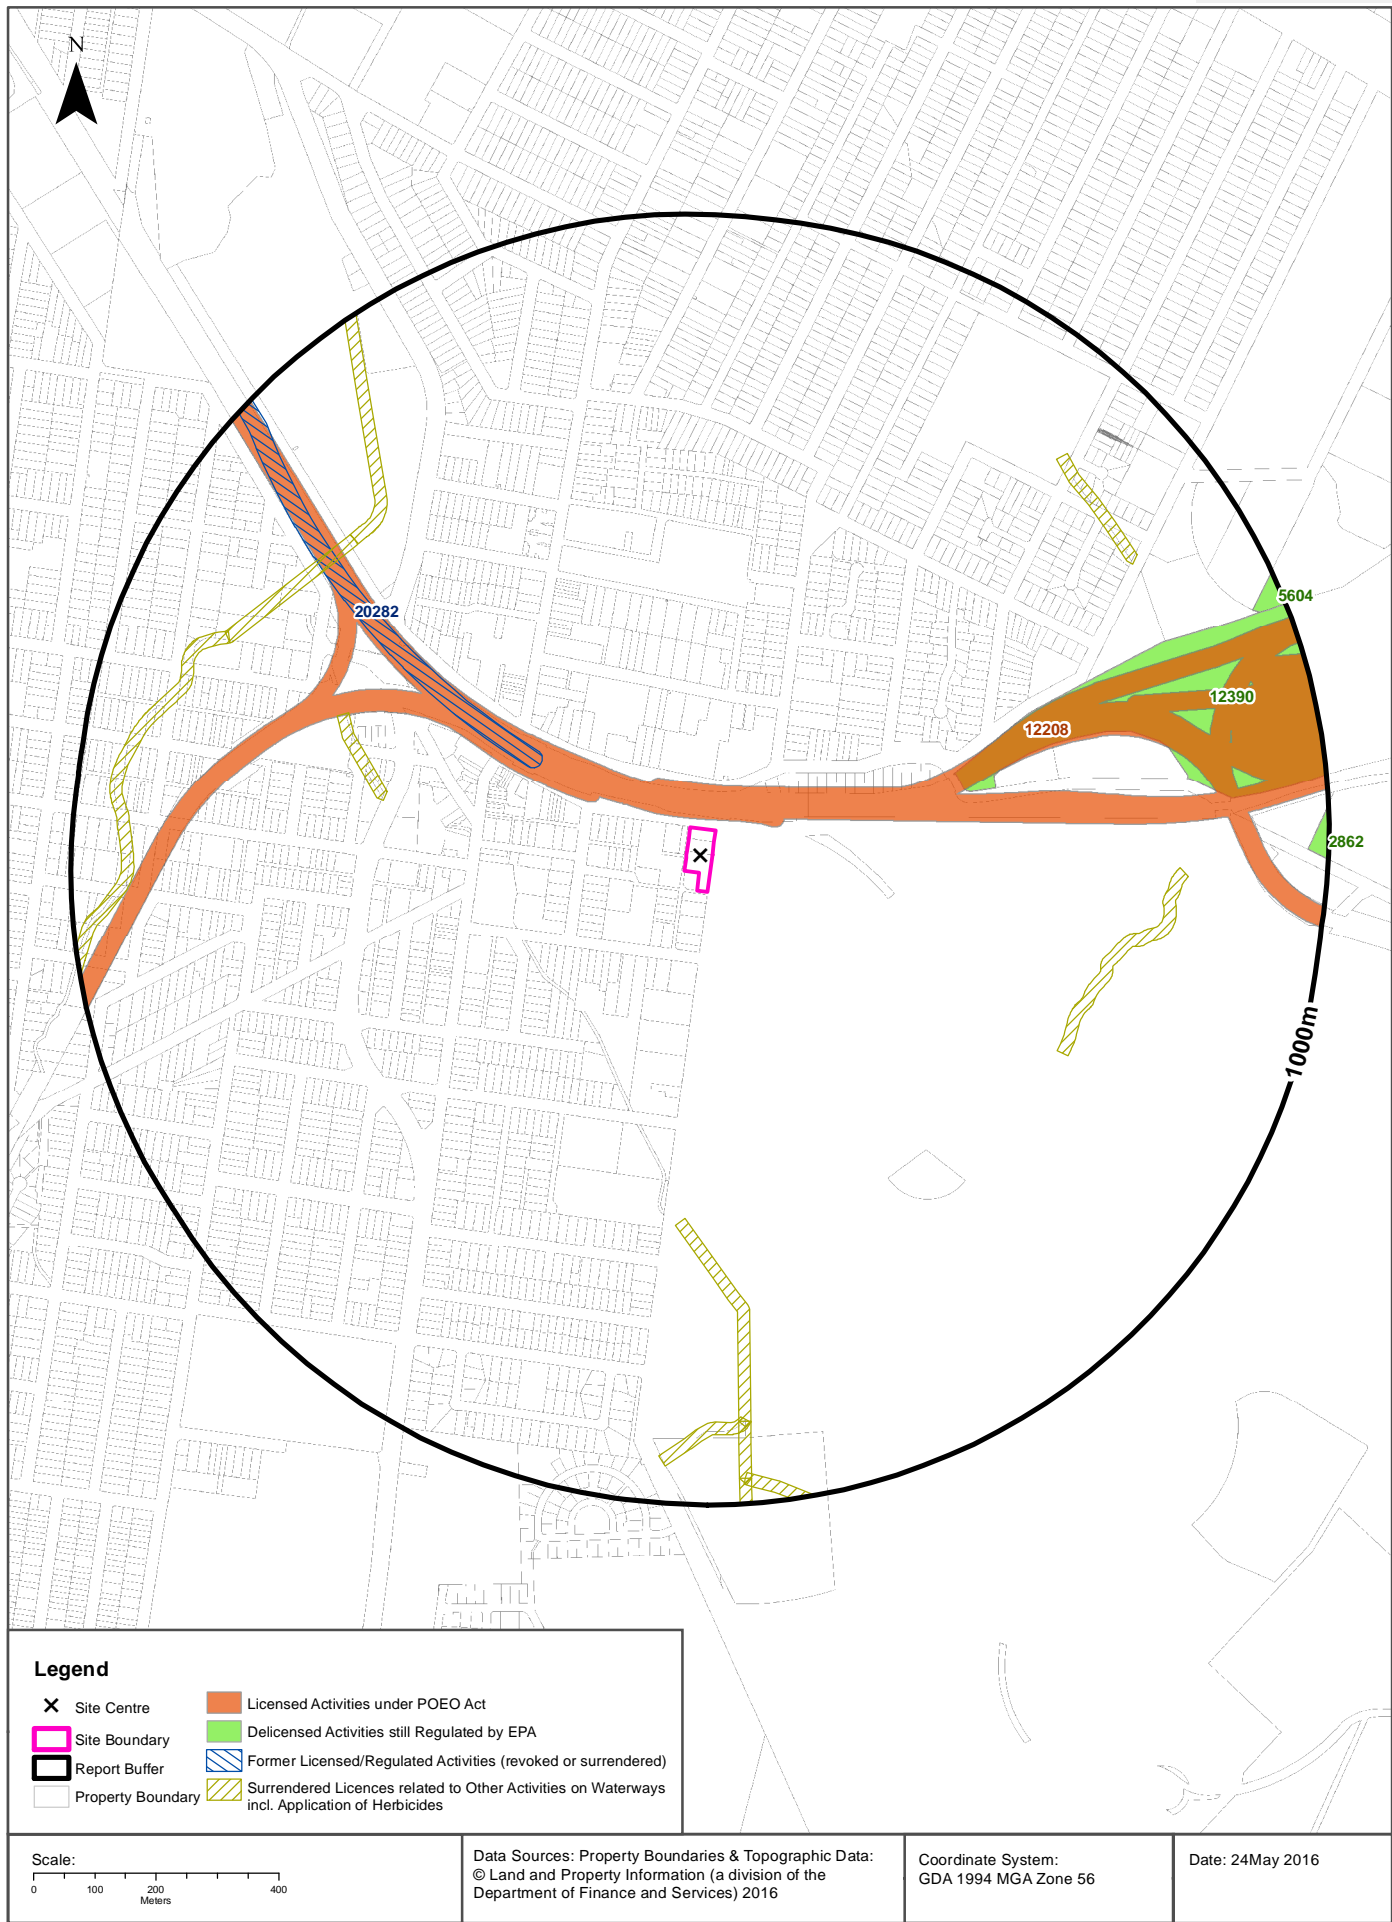 N
5604
20282
12390
12208
2862
1000m
Legend
Site Centre
Site Boundary
Report Buffer
Property Boundary
Licensed Activities under POEO Act
Delicensed Activities still Regulated by EPA
Former Licensed/Regulated Activities (revoked or surrendered)
Surrendered Licences related to Other Activities on Waterways
incl. Application of Herbicides
Scale:
0 100 200 400
Meters
Data Sources: Property Boundaries & Topographic Data:
© Land and Property Information (a division of the
Department of Finance and Services) 2016
Coordinate System:
GDA 1994 MGA Zone 56
Date: 24May 2016